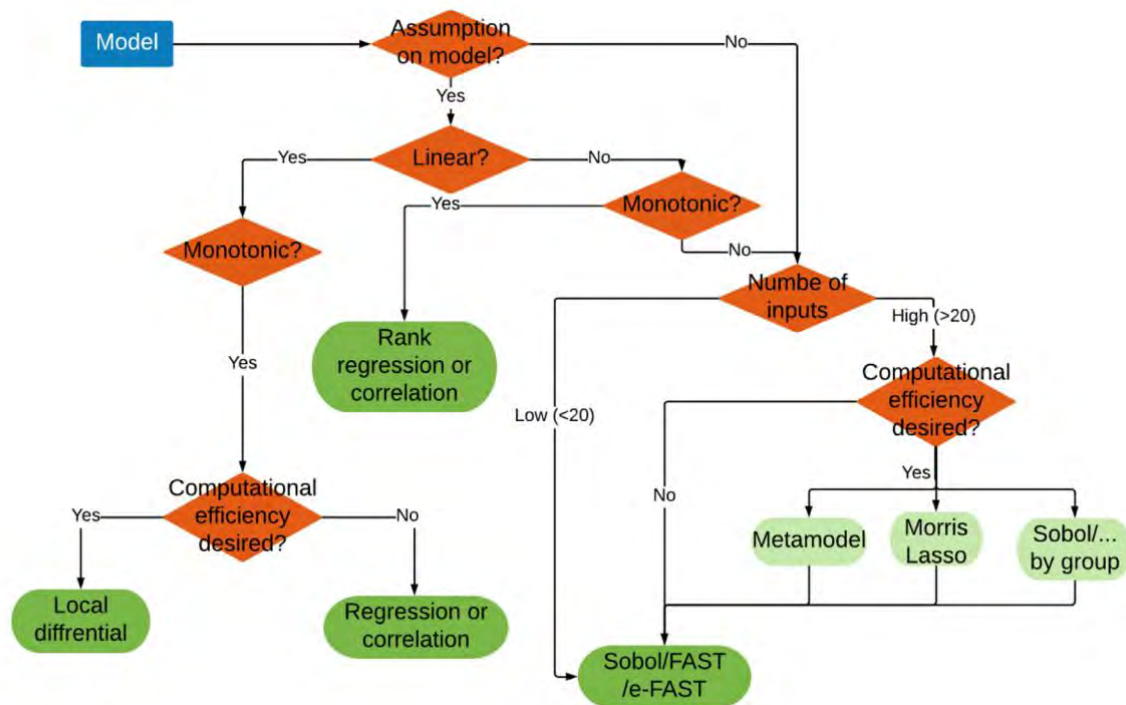 Model
Assumption
on model?
No
Yes
Linear?
Yes
No
Monotonic?
Yes
No
Monotonic?
Yes
Numbe of
inputs
High (>20)
Low (<20)
Rank
regression or
correlation
Computational
efficiency
desired?
No
Yes
Computational
efficiency
desired?
Yes
No
Metamodel
Morris
Lasso
Sobol/...
by group
Local
diffrential
Regression or
correlation
Sobol/FAST
/e-FAST